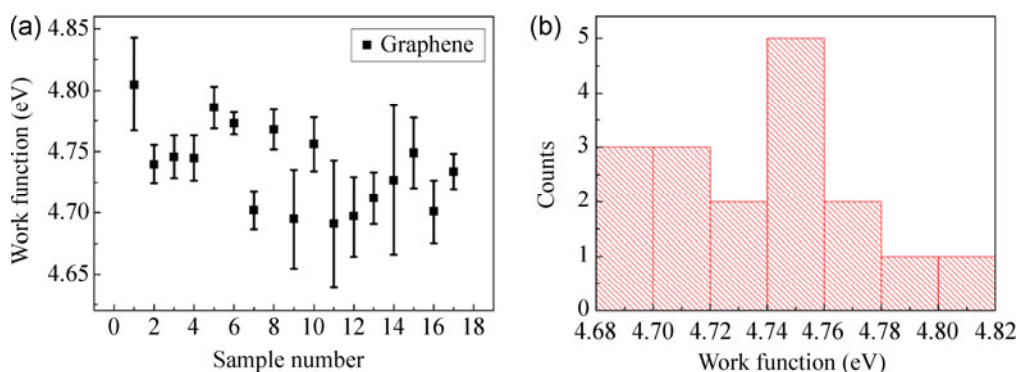 (a)
Graphene
Work function (eV)
4.85
4.80
4.75
4.70
4.65
0 2 4 6 8 10 12 14 16 18
Sample number
(b)
Counts
5
4
3
2
1
0
4.68 4.70 4.72 4.74 4.76 4.78 4.80 4.82
Work function (eV)